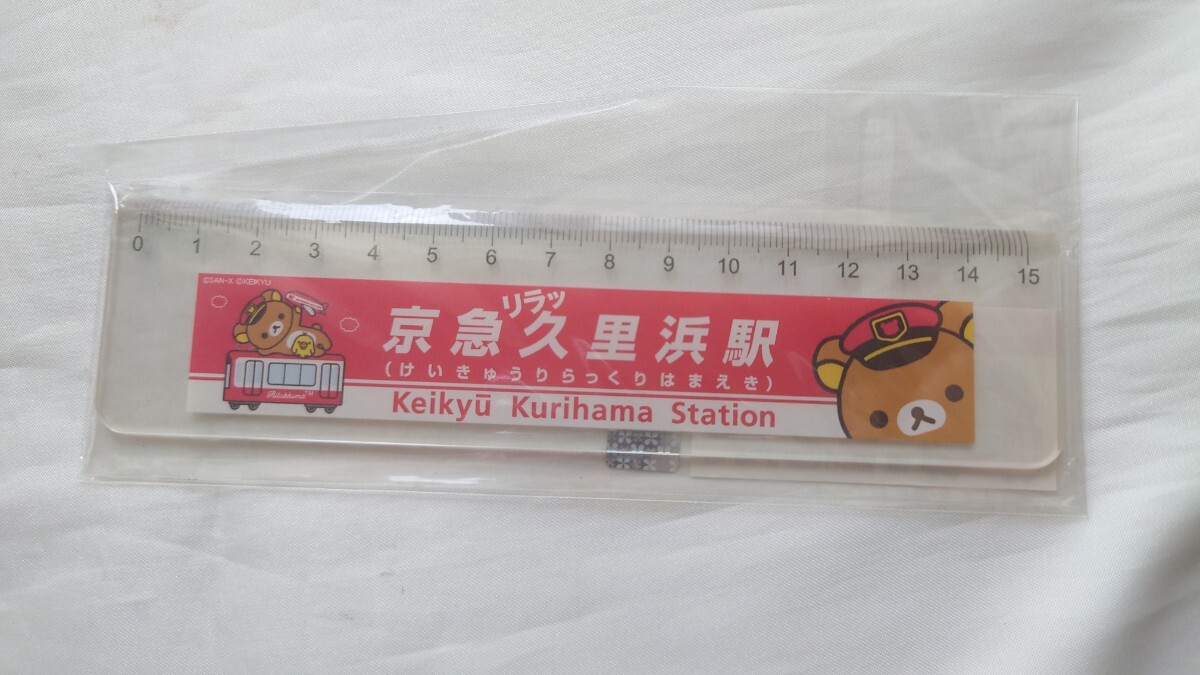 0 1 2 3 4 5 6 7 8 9 10 11 12 13 14 15
©SAN-X ©KEIKYU
リラッ
京急久里浜駅
(けいきゅうりらっくりはまえき)
Rilakkuma™
Keikyū Kurihama Station